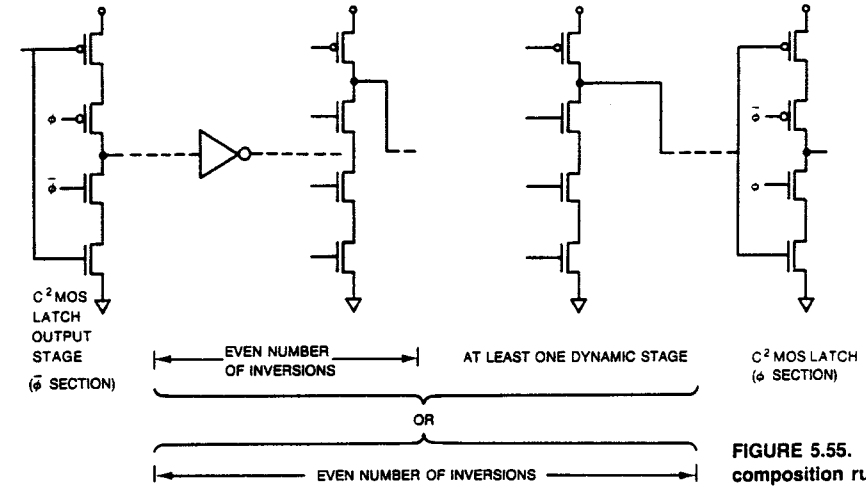 φ
φ̄
φ̄
φ
C²MOS
LATCH
OUTPUT
STAGE
(φ̄ SECTION)
EVEN NUMBER
OF INVERSIONS
AT LEAST ONE DYNAMIC STAGE
C²MOS LATCH
(φ SECTION)
OR
EVEN NUMBER OF INVERSIONS
FIGURE 5.55.
composition ru